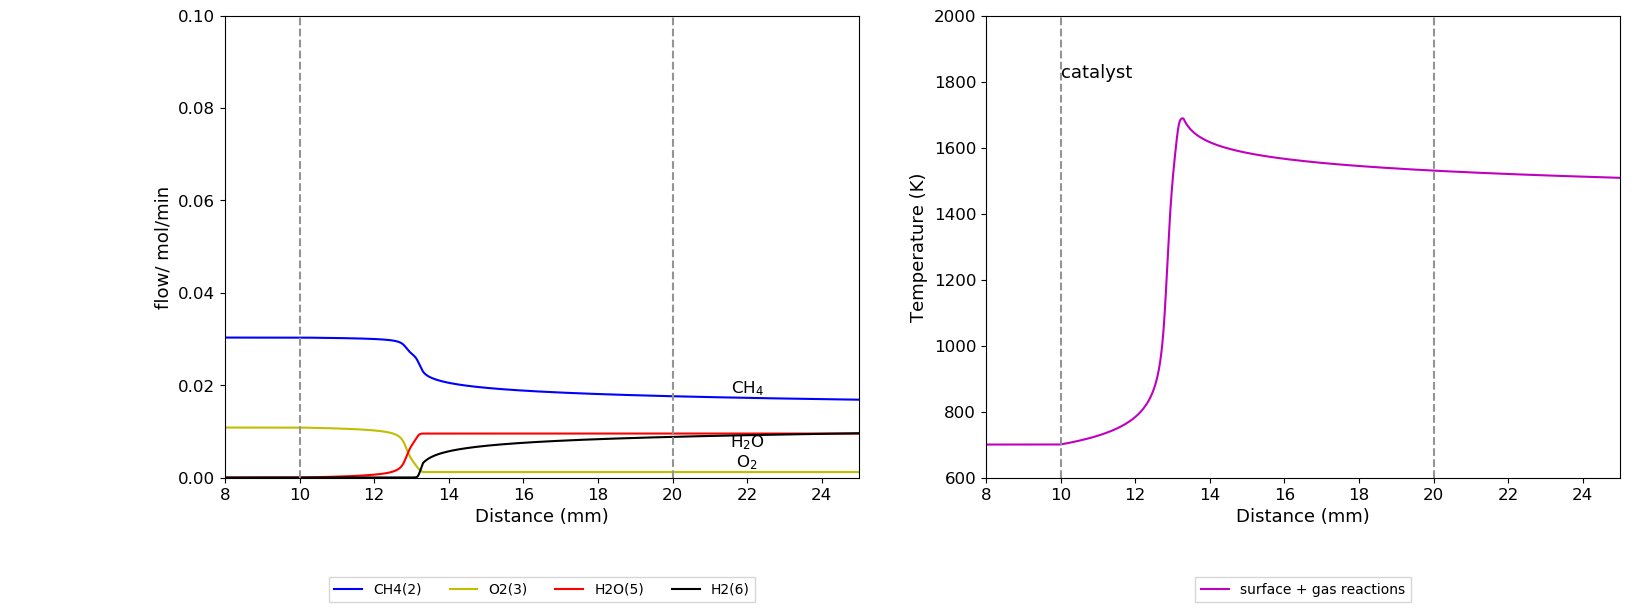 0.10
0.08
0.06
0.04
0.02
0.00
flow/ mol/min
CH₄
H₂O
O₂
8 10 12 14 16 18 20 22 24
Distance (mm)
CH4(2) O2(3) H2O(5) H2(6)
2000
1800
1600
1400
1200
1000
800
600
Temperature (K)
catalyst
8 10 12 14 16 18 20 22 24
Distance (mm)
surface + gas reactions